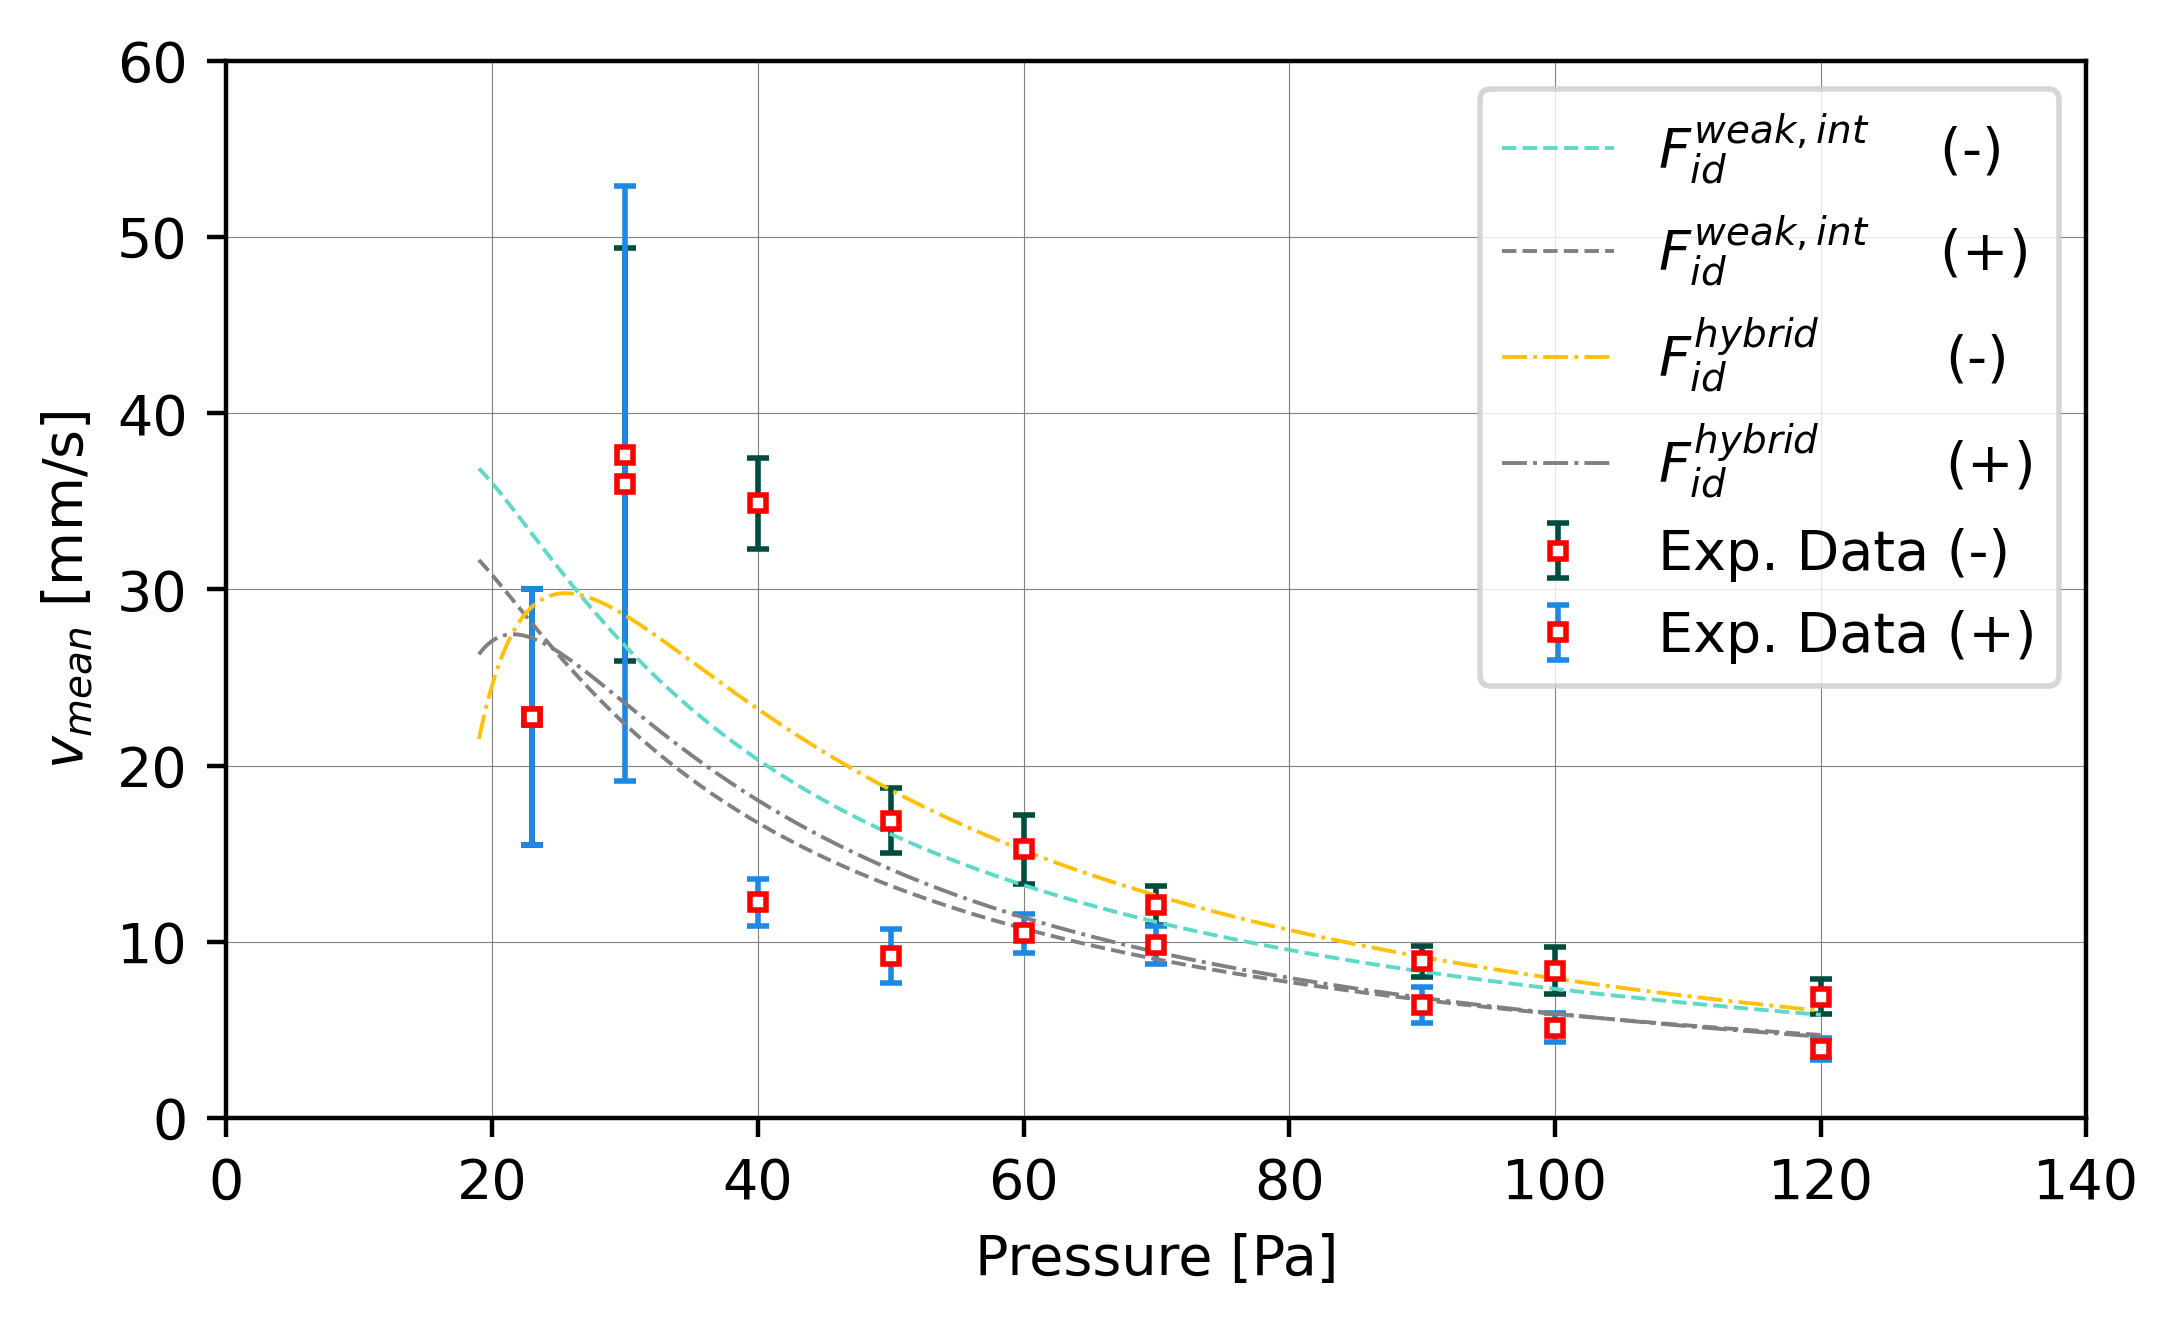 60
50
40
30
20
10
0
0 20 40 60 80 100 120 140
v_mean [mm/s]
Pressure [Pa]
F_id^weak,int (-)
F_id^weak,int (+)
F_id^hybrid (-)
F_id^hybrid (+)
Exp. Data (-)
Exp. Data (+)